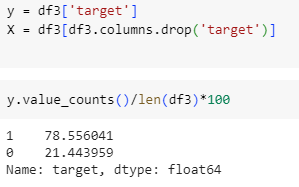 y = df3['target']
X = df3[df3.columns.drop('target')]
y.value_counts()/len(df3)*100
1    78.556041
0    21.443959
Name: target, dtype: float64